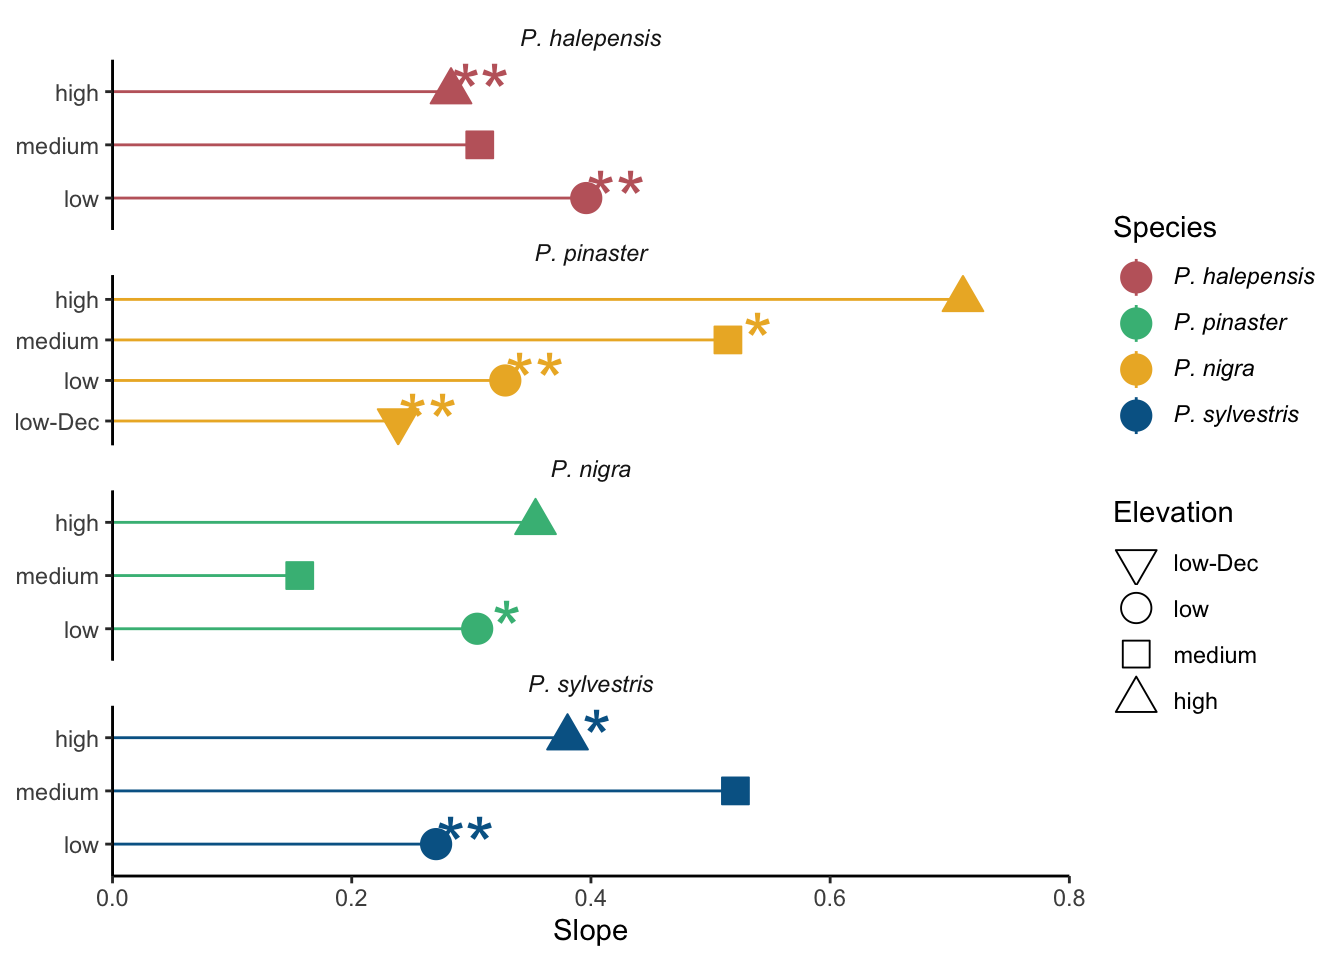 P. halepensis
high **
medium
low **
P. pinaster
high
medium *
low **
low-Dec **
P. nigra
high
medium
low *
P. sylvestris
high *
medium
low **
0.0 0.2 0.4 0.6 0.8
Slope
Species
P. halepensis
P. pinaster
P. nigra
P. sylvestris
Elevation
low-Dec
low
medium
high